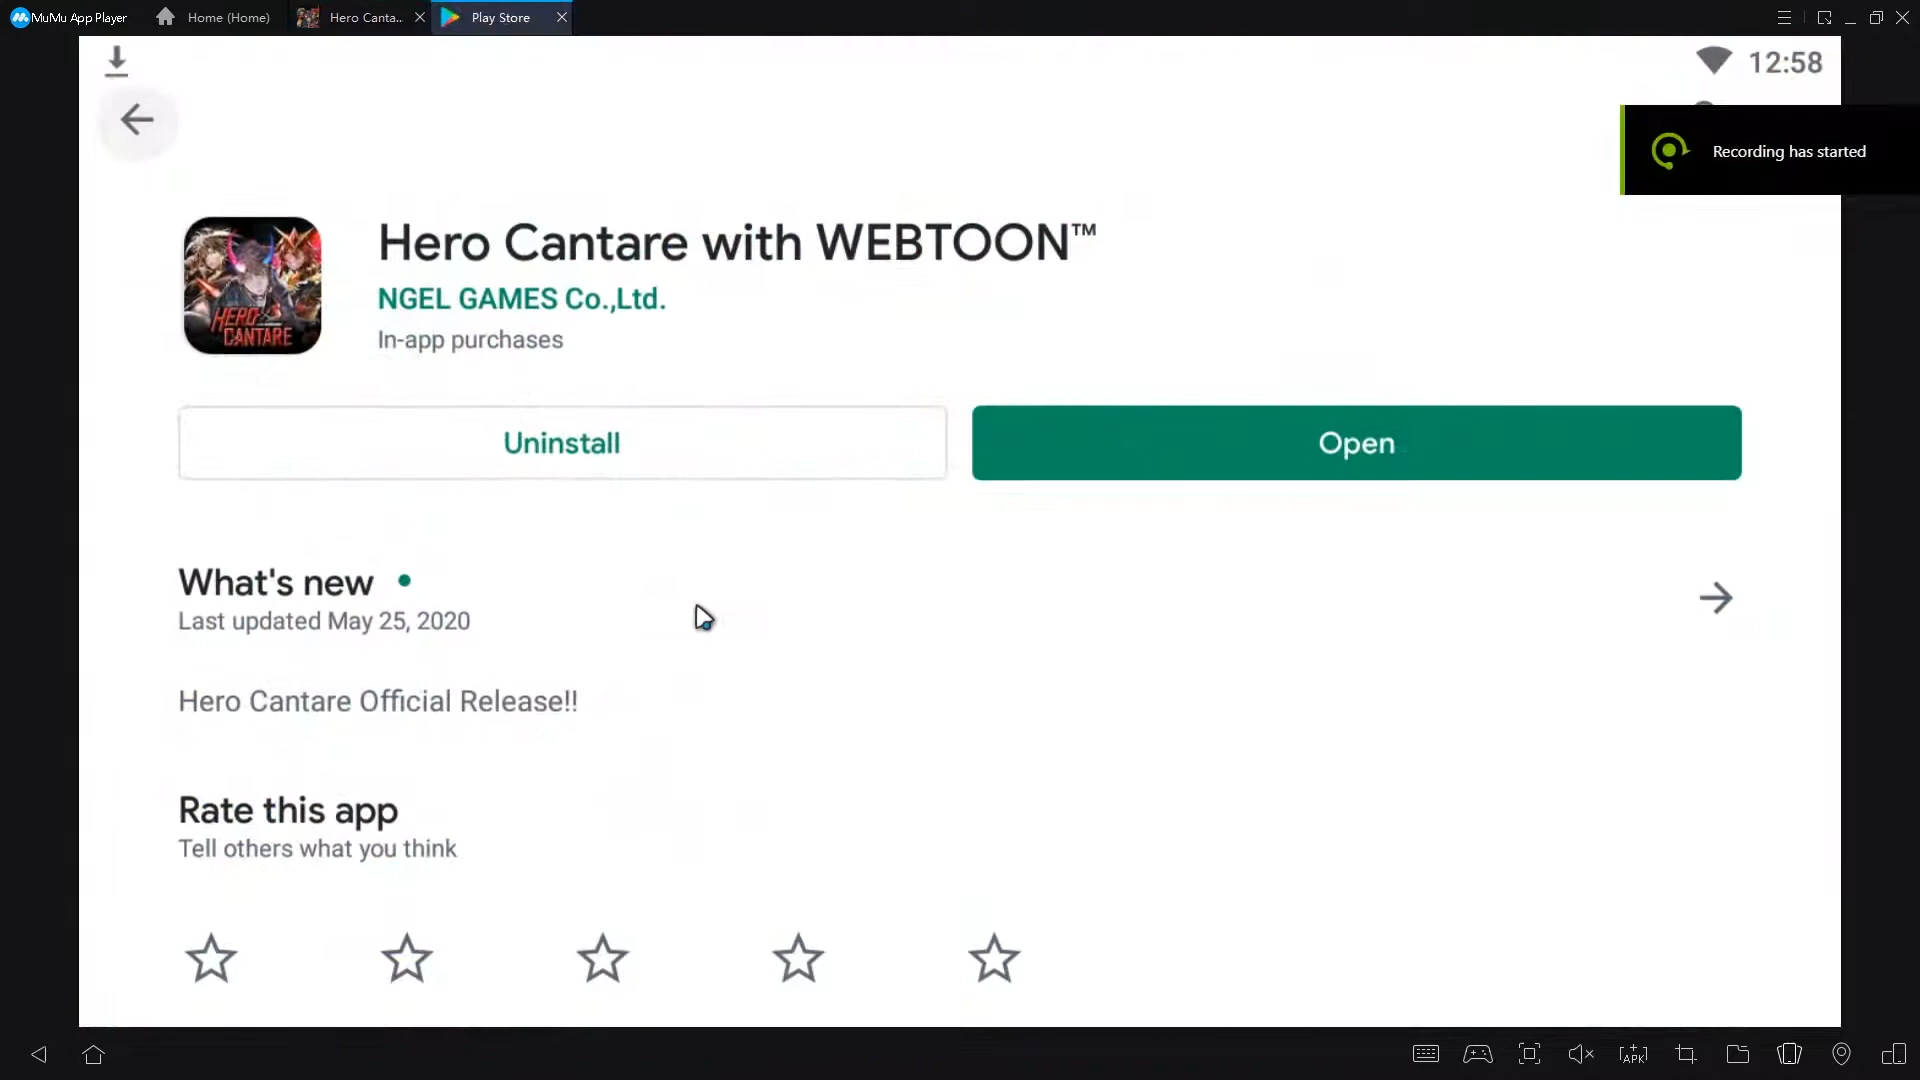 MuMu App Player
Home (Home)
Hero Canta...
Play Store
12:58
Recording has started
Hero Cantare with WEBTOON™
NGEL GAMES Co.,Ltd.
In-app purchases
HERO
CANTARE
Uninstall
Open
What's new
Last updated May 25, 2020
Hero Cantare Official Release!!
Rate this app
Tell others what you think
APK